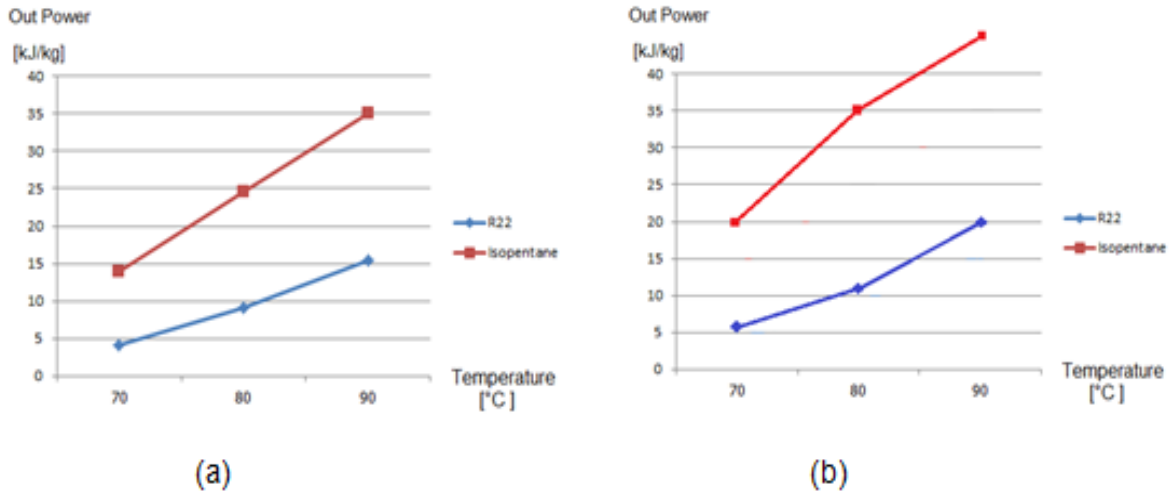 Out Power
[kJ/kg]
40
35
30
25
20
15
10
5
0
70 80 90
Temperature
[°C ]
R22
Isopentane
(a)
Out Power
[kJ/kg]
40
35
30
25
20
15
10
5
0
70 80 90
Temperature
[°C ]
R22
Isopentane
(b)